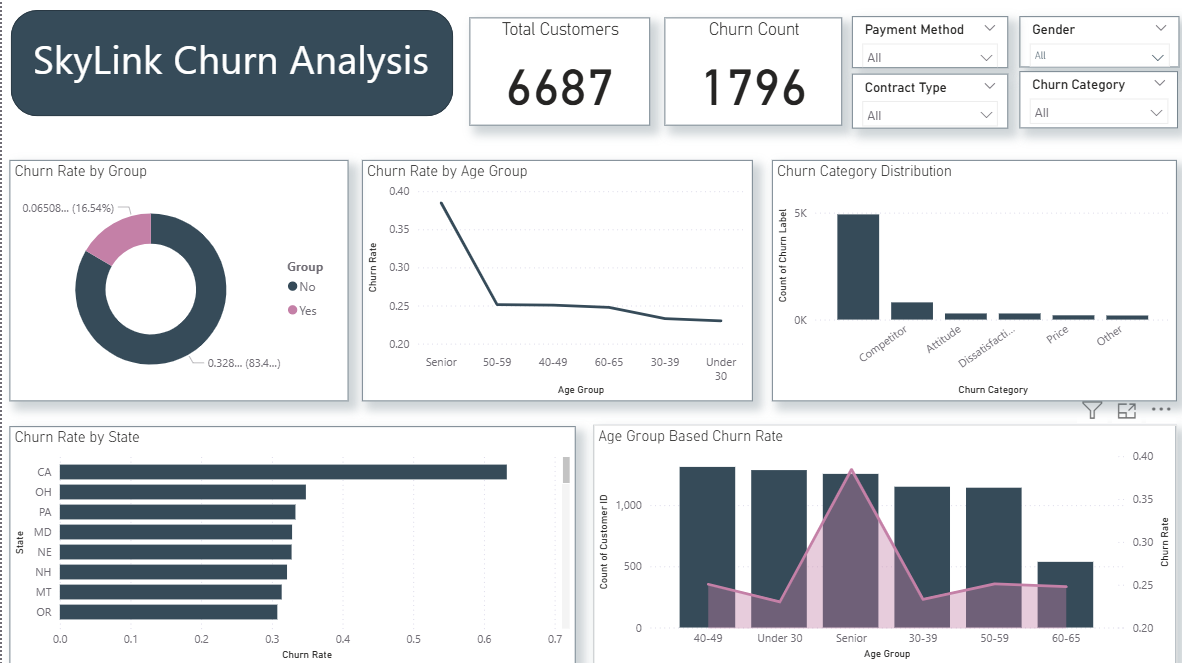 SkyLink Churn Analysis
Total Customers
6687
Churn Count
1796
Payment Method
All
Gender
All
Contract Type
All
Churn Category
All
Churn Rate by Group
0.06508... (16.54%)
0.328... (83.4...)
Group
No
Yes
Churn Rate by Age Group
Churn Rate
0.40
0.35
0.30
0.25
0.20
Senior
50-59
40-49
60-65
30-39
Under
30
Age Group
Churn Category Distribution
Count of Churn Label
5K
0K
Competitor
Attitude
Dissatisfacti...
Price
Other
Churn Category
Churn Rate by State
State
CA
OH
PA
MD
NE
NH
MT
OR
0.0
0.1
0.2
0.3
0.4
0.5
0.6
0.7
Churn Rate
Age Group Based Churn Rate
Count of Customer ID
1,000
500
0
0.40
0.35
0.30
0.25
0.20
Churn Rate
40-49
Under 30
Senior
30-39
50-59
60-65
Age Group